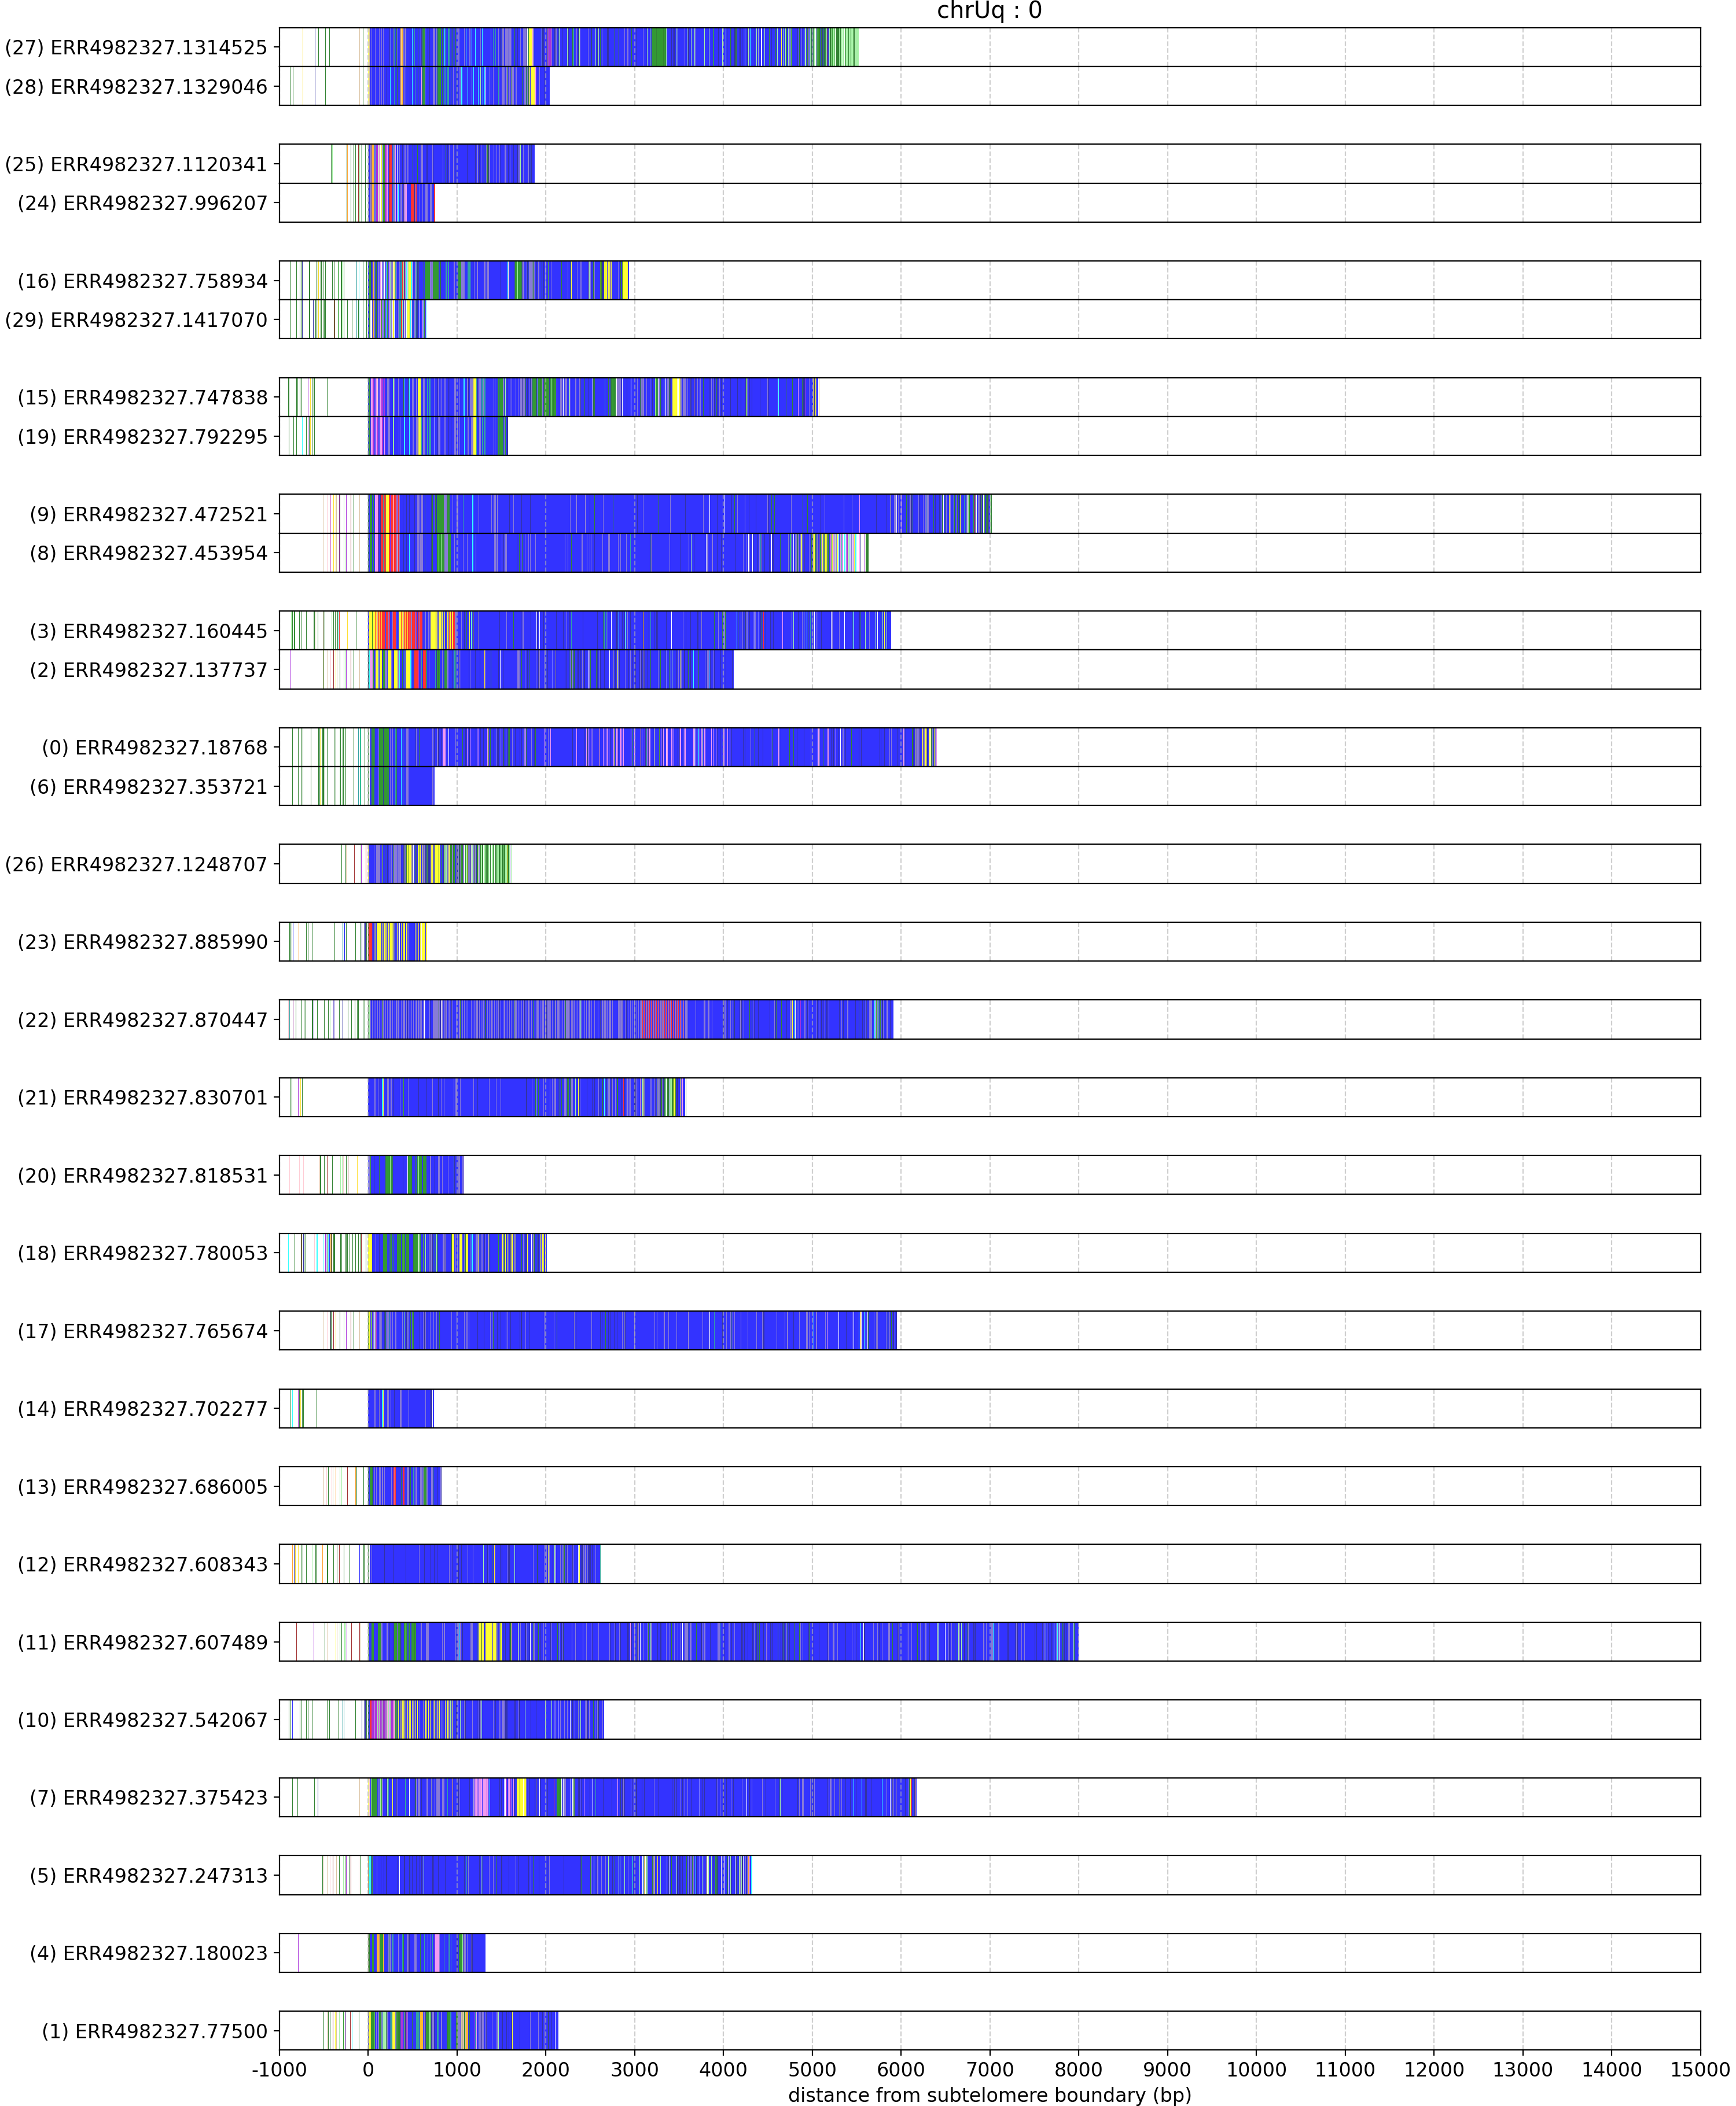 chrUq : 0
(27) ERR4982327.1314525
(28) ERR4982327.1329046
(25) ERR4982327.1120341
(24) ERR4982327.996207
(16) ERR4982327.758934
(29) ERR4982327.1417070
(15) ERR4982327.747838
(19) ERR4982327.792295
(9) ERR4982327.472521
(8) ERR4982327.453954
(3) ERR4982327.160445
(2) ERR4982327.137737
(0) ERR4982327.18768
(6) ERR4982327.353721
(26) ERR4982327.1248707
(23) ERR4982327.885990
(22) ERR4982327.870447
(21) ERR4982327.830701
(20) ERR4982327.818531
(18) ERR4982327.780053
(17) ERR4982327.765674
(14) ERR4982327.702277
(13) ERR4982327.686005
(12) ERR4982327.608343
(11) ERR4982327.607489
(10) ERR4982327.542067
(7) ERR4982327.375423
(5) ERR4982327.247313
(4) ERR4982327.180023
(1) ERR4982327.77500
-1000 0 1000 2000 3000 4000 5000 6000 7000 8000 9000 10000 11000 12000 13000 14000 15000
distance from subtelomere boundary (bp)